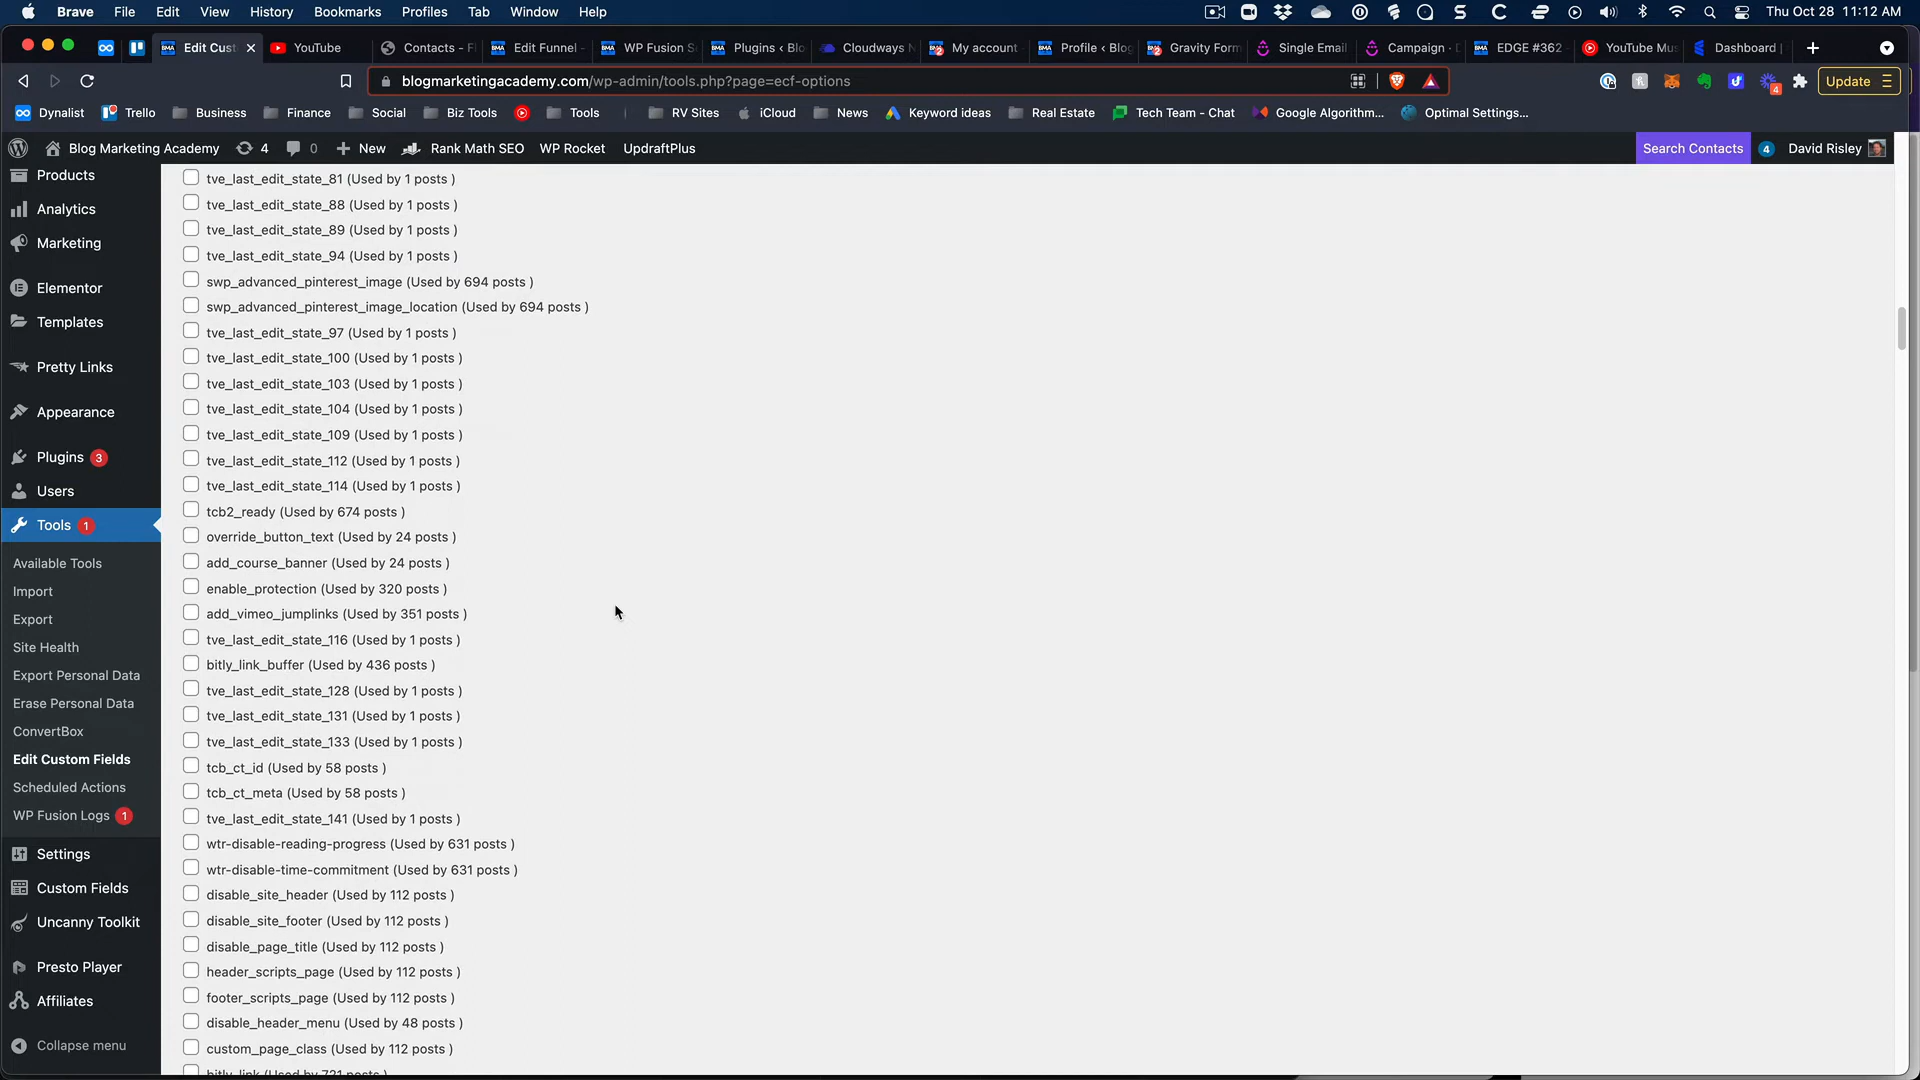 Brave File Edit View History Bookmarks Profiles Tab Window Help Thu Oct 28 11:12 AM
Edit Cust YouTube Contacts - F Edit Funnel - WP Fusion S Plugins ‹ Blo Cloudways My account Profile ‹ Blog Gravity Form Single Email Campaign - EDGE #362 - YouTube Mus Dashboard |
blogmarketingacademy.com/wp-admin/tools.php?page=ecf-options 4 Update
Dynalist Trello Business Finance Social Biz Tools Tools RV Sites iCloud News Keyword ideas Real Estate Tech Team - Chat Google Algorithm... Optimal Settings...
Blog Marketing Academy 4 0 New Rank Math SEO WP Rocket UpdraftPlus Search Contacts 4 David Risley
Products
Analytics
Marketing
Elementor
Templates
Pretty Links
Appearance
Plugins 3
Users
Tools 1
Available Tools
Import
Export
Site Health
Export Personal Data
Erase Personal Data
ConvertBox
Edit Custom Fields
Scheduled Actions
WP Fusion Logs 1
Settings
Custom Fields
Uncanny Toolkit
Presto Player
Affiliates
Collapse menu
tve_last_edit_state_81 (Used by 1 posts )
tve_last_edit_state_88 (Used by 1 posts )
tve_last_edit_state_89 (Used by 1 posts )
tve_last_edit_state_94 (Used by 1 posts )
swp_advanced_pinterest_image (Used by 694 posts )
swp_advanced_pinterest_image_location (Used by 694 posts )
tve_last_edit_state_97 (Used by 1 posts )
tve_last_edit_state_100 (Used by 1 posts )
tve_last_edit_state_103 (Used by 1 posts )
tve_last_edit_state_104 (Used by 1 posts )
tve_last_edit_state_109 (Used by 1 posts )
tve_last_edit_state_112 (Used by 1 posts )
tve_last_edit_state_114 (Used by 1 posts )
tcb2_ready (Used by 674 posts )
override_button_text (Used by 24 posts )
add_course_banner (Used by 24 posts )
enable_protection (Used by 320 posts )
add_vimeo_jumplinks (Used by 351 posts )
tve_last_edit_state_116 (Used by 1 posts )
bitly_link_buffer (Used by 436 posts )
tve_last_edit_state_128 (Used by 1 posts )
tve_last_edit_state_131 (Used by 1 posts )
tve_last_edit_state_133 (Used by 1 posts )
tcb_ct_id (Used by 58 posts )
tcb_ct_meta (Used by 58 posts )
tve_last_edit_state_141 (Used by 1 posts )
wtr-disable-reading-progress (Used by 631 posts )
wtr-disable-time-commitment (Used by 631 posts )
disable_site_header (Used by 112 posts )
disable_site_footer (Used by 112 posts )
disable_page_title (Used by 112 posts )
header_scripts_page (Used by 112 posts )
footer_scripts_page (Used by 112 posts )
disable_header_menu (Used by 48 posts )
custom_page_class (Used by 112 posts )
bitly_link (Used by 721 posts )